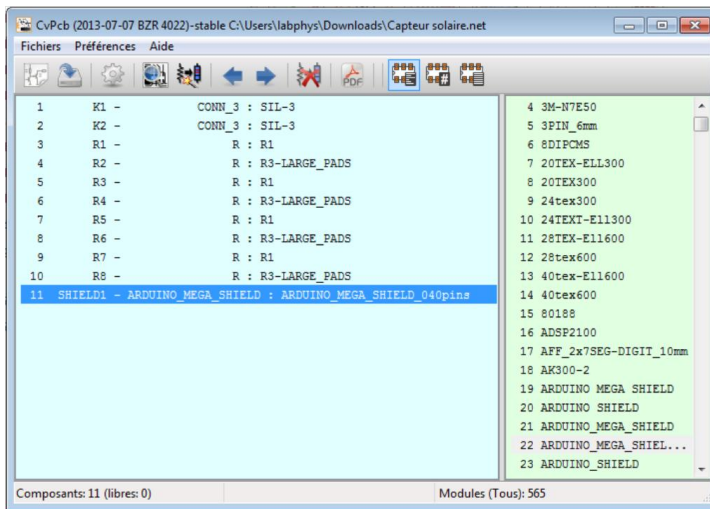 CvPcb (2013-07-07 BZR 4022)-stable C:\Users\labphys\Downloads\Capteur solaire.net
Fichiers Préférences Aide
PDF
1 K1 - CONN_3 : SIL-3
2 K2 - CONN_3 : SIL-3
3 R1 - R : R1
4 R2 - R : R3-LARGE_PADS
5 R3 - R : R1
6 R4 - R : R3-LARGE_PADS
7 R5 - R : R1
8 R6 - R : R3-LARGE_PADS
9 R7 - R : R1
10 R8 - R : R3-LARGE_PADS
11 SHIELD1 - ARDUINO_MEGA_SHIELD : ARDUINO_MEGA_SHIELD_040pins
4 3M-N7E50
5 3PIN_6mm
6 8DIPCMS
7 20TEX-ELL300
8 20TEX300
9 24tex300
10 24TEXT-Ell300
11 28TEX-Ell600
12 28tex600
13 40tex-Ell600
14 40tex600
15 80188
16 ADSP2100
17 AFF_2x7SEG-DIGIT_10mm
18 AK300-2
19 ARDUINO MEGA SHIELD
20 ARDUINO SHIELD
21 ARDUINO_MEGA_SHIELD
22 ARDUINO_MEGA_SHIEL...
23 ARDUINO_SHIELD
Composants: 11 (libres: 0)
Modules (Tous): 565